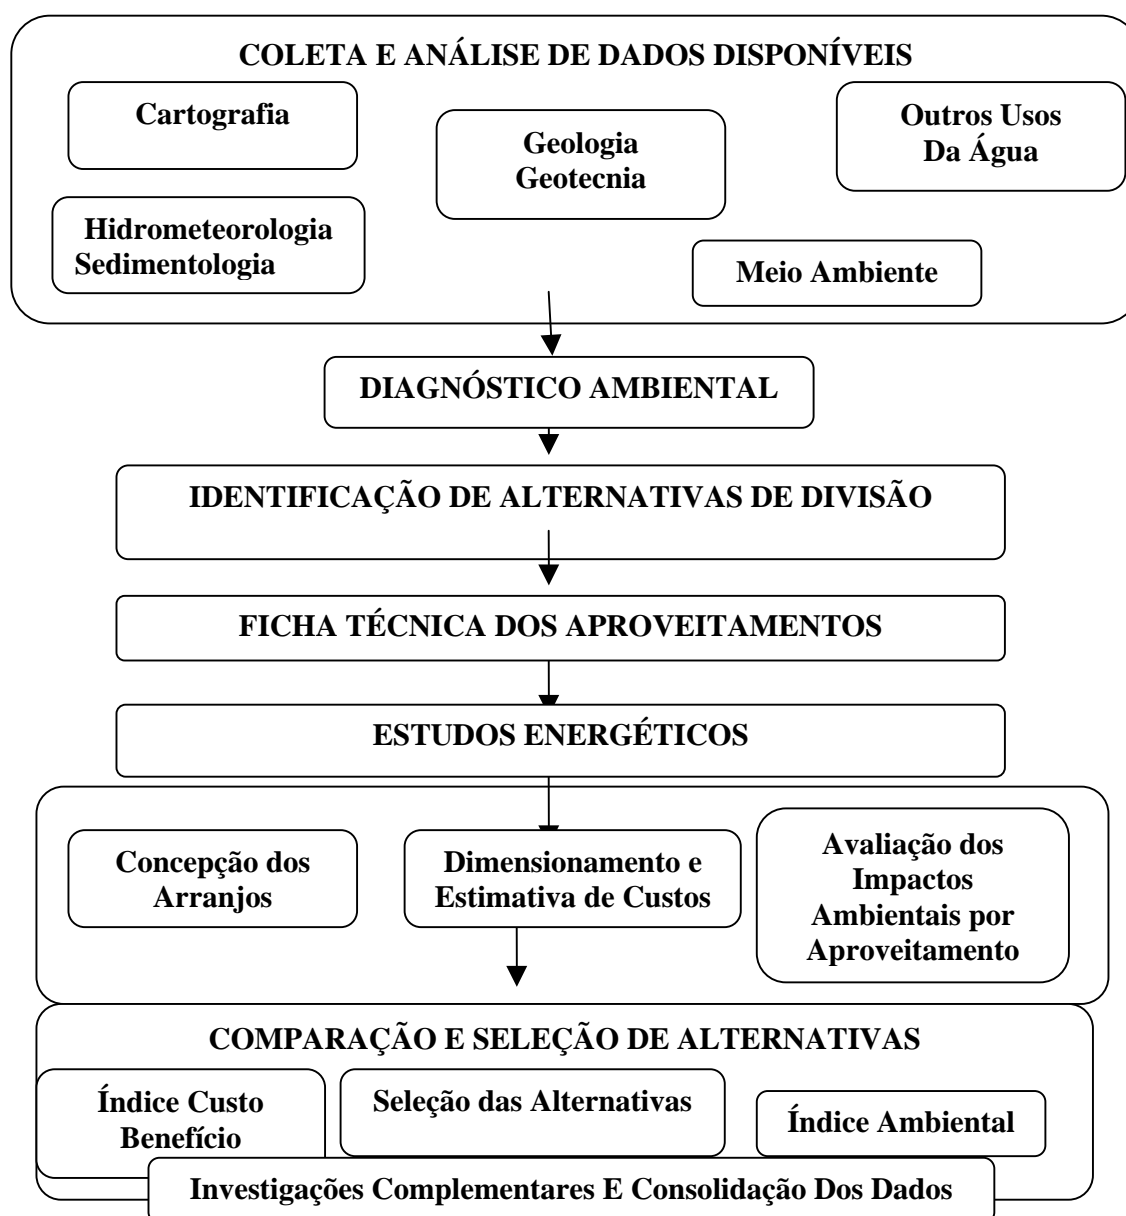 COLETA E ANÁLISE DE DADOS DISPONÍVEIS
Cartografia
Geologia
Geotecnia
Outros Usos
Da Água
Hidrometeorologia
Sedimentologia
Meio Ambiente
DIAGNÓSTICO AMBIENTAL
IDENTIFICAÇÃO DE ALTERNATIVAS DE DIVISÃO
FICHA TÉCNICA DOS APROVEITAMENTOS
ESTUDOS ENERGÉTICOS
Concepção dos
Arranjos
Dimensionamento e
Estimativa de Custos
Avaliação dos
Impactos
Ambientais por
Aproveitamento
COMPARAÇÃO E SELEÇÃO DE ALTERNATIVAS
Índice Custo
Benefício
Seleção das Alternativas
Índice Ambiental
Investigações Complementares E Consolidação Dos Dados